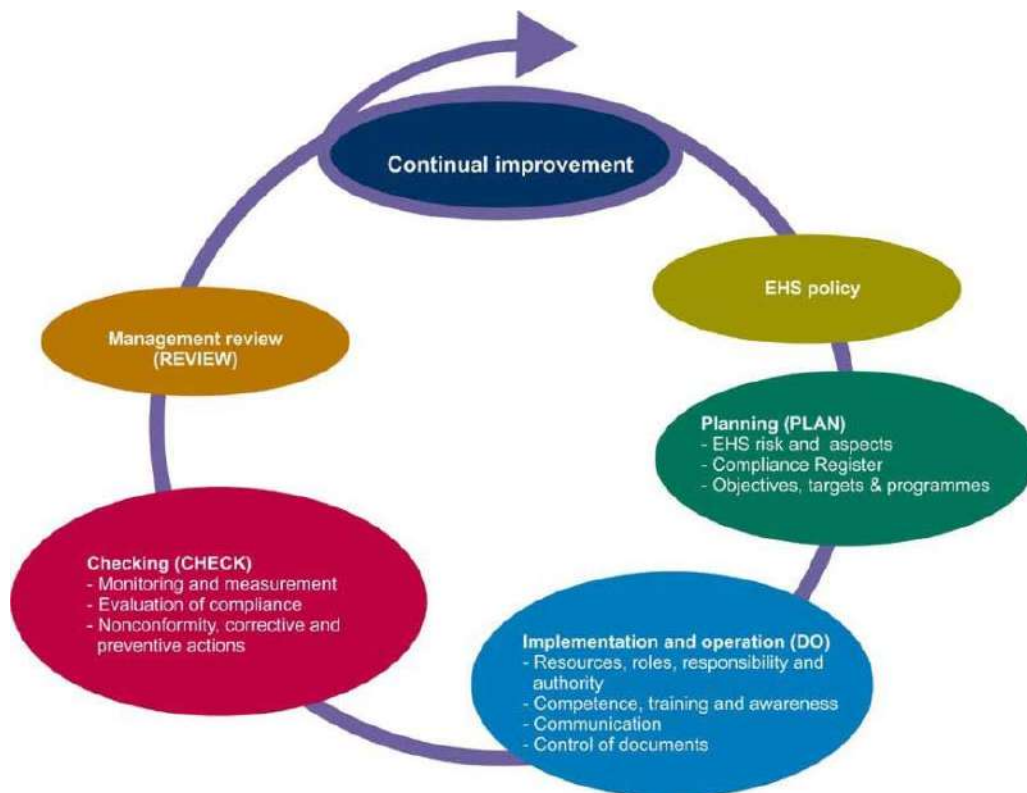 Continual improvement
EHS policy
Planning (PLAN)
- EHS risk and aspects
- Compliance Register
- Objectives, targets & programmes
Implementation and operation (DO)
- Resources, roles, responsibility and
authority
- Competence, training and awareness
- Communication
- Control of documents
Checking (CHECK)
- Monitoring and measurement
- Evaluation of compliance
- Nonconformity, corrective and
preventive actions
Management review
(REVIEW)